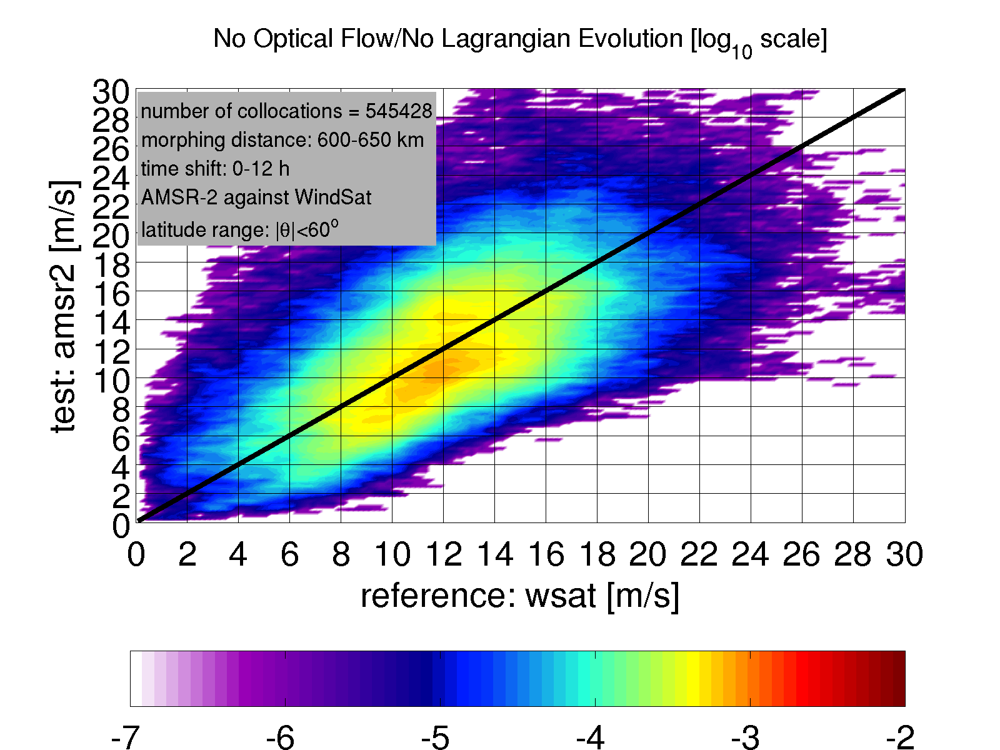 No Optical Flow/No Lagrangian Evolution [log10 scale]
number of collocations = 545428
morphing distance: 600-650 km
time shift: 0-12 h
AMSR-2 against WindSat
latitude range: |θ|<60o
test: amsr2 [m/s]
30
28
26
24
22
20
18
16
14
12
10
8
6
4
2
0
0 2 4 6 8 10 12 14 16 18 20 22 24 26 28 30
reference: wsat [m/s]
-7 -6 -5 -4 -3 -2